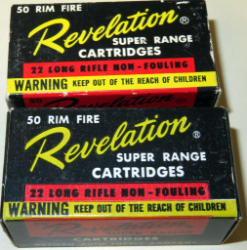 50 RIM FIRE
Revelation ®
SUPER RANGE
CARTRIDGES
22 LONG RIFLE NON - FOULING
WARNING KEEP OUT OF THE REACH OF CHILDREN
50 RIM FIRE
Revelation ®
SUPER RANGE
CARTRIDGES
22 LONG RIFLE NON - FOULING
WARNING KEEP OUT OF THE REACH OF CHILDREN
CARTRIDGES